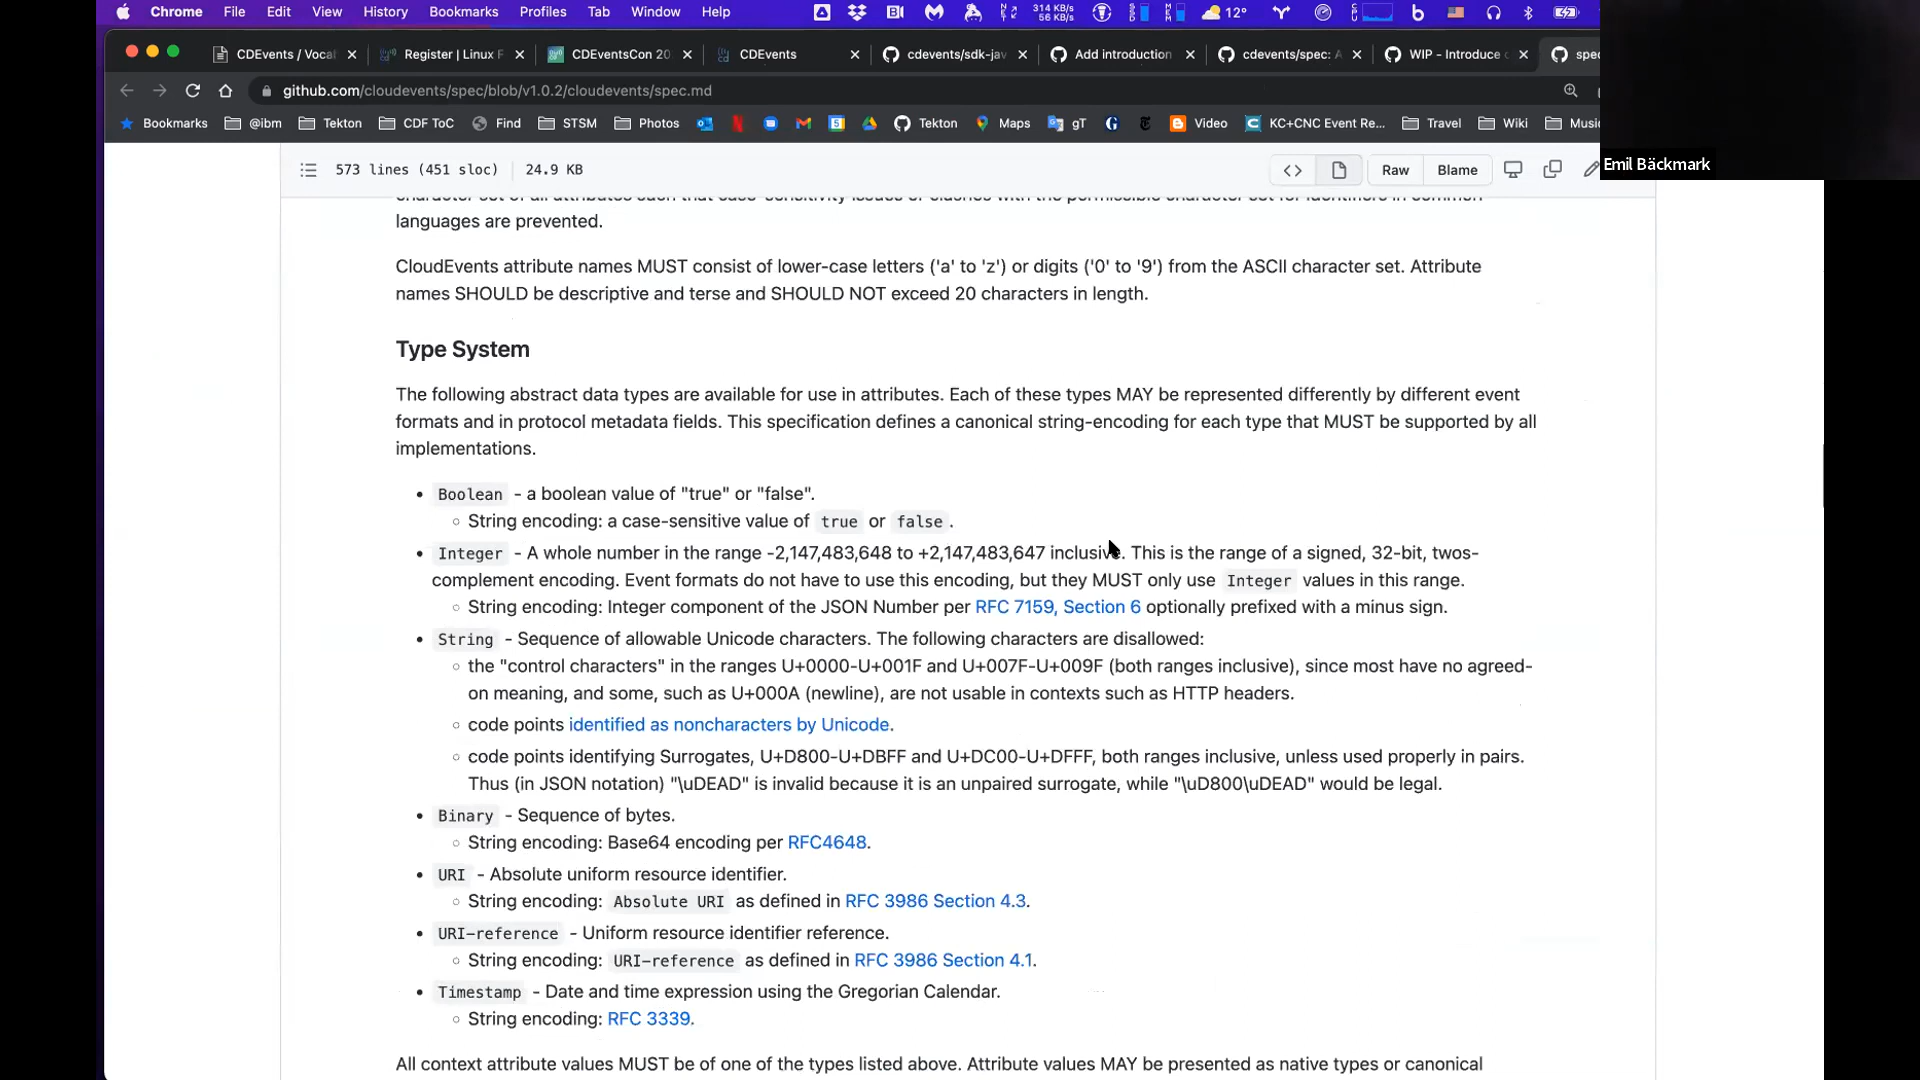 Chrome File Edit View History Bookmarks Profiles Tab Window Help 314 KB/s 56 KB/s 12°
CDEvents / Voca Register | Linux F CDEventsCon 20 CDEvents cdevents/sdk-jav Add introduction cdevents/spec: A WIP - Introduce c spec
github.com/cloudevents/spec/blob/v1.0.2/cloudevents/spec.md
Bookmarks @ibm Tekton CDF ToC Find STSM Photos Tekton Maps gT Video KC+CNC Event Re... Travel Wiki Music
Emil Bäckmark
573 lines (451 sloc) 24.9 KB Raw Blame
character set of all attributes such that case-sensitivity issues or clashes with the permissible character set for identifiers in common
languages are prevented.
CloudEvents attribute names MUST consist of lower-case letters ('a' to 'z') or digits ('0' to '9') from the ASCII character set. Attribute
names SHOULD be descriptive and terse and SHOULD NOT exceed 20 characters in length.
Type System
The following abstract data types are available for use in attributes. Each of these types MAY be represented differently by different event
formats and in protocol metadata fields. This specification defines a canonical string-encoding for each type that MUST be supported by all
implementations.
• Boolean - a boolean value of "true" or "false".
◦ String encoding: a case-sensitive value of true or false.
• Integer - A whole number in the range -2,147,483,648 to +2,147,483,647 inclusive. This is the range of a signed, 32-bit, twos-
complement encoding. Event formats do not have to use this encoding, but they MUST only use Integer values in this range.
◦ String encoding: Integer component of the JSON Number per RFC 7159, Section 6 optionally prefixed with a minus sign.
• String - Sequence of allowable Unicode characters. The following characters are disallowed:
◦ the "control characters" in the ranges U+0000-U+001F and U+007F-U+009F (both ranges inclusive), since most have no agreed-
on meaning, and some, such as U+000A (newline), are not usable in contexts such as HTTP headers.
◦ code points identified as noncharacters by Unicode.
◦ code points identifying Surrogates, U+D800-U+DBFF and U+DC00-U+DFFF, both ranges inclusive, unless used properly in pairs.
Thus (in JSON notation) "\uDEAD" is invalid because it is an unpaired surrogate, while "\uD800\uDEAD" would be legal.
• Binary - Sequence of bytes.
◦ String encoding: Base64 encoding per RFC4648.
• URI - Absolute uniform resource identifier.
◦ String encoding: Absolute URI as defined in RFC 3986 Section 4.3.
• URI-reference - Uniform resource identifier reference.
◦ String encoding: URI-reference as defined in RFC 3986 Section 4.1.
• Timestamp - Date and time expression using the Gregorian Calendar.
◦ String encoding: RFC 3339.
All context attribute values MUST be of one of the types listed above. Attribute values MAY be presented as native types or canonical